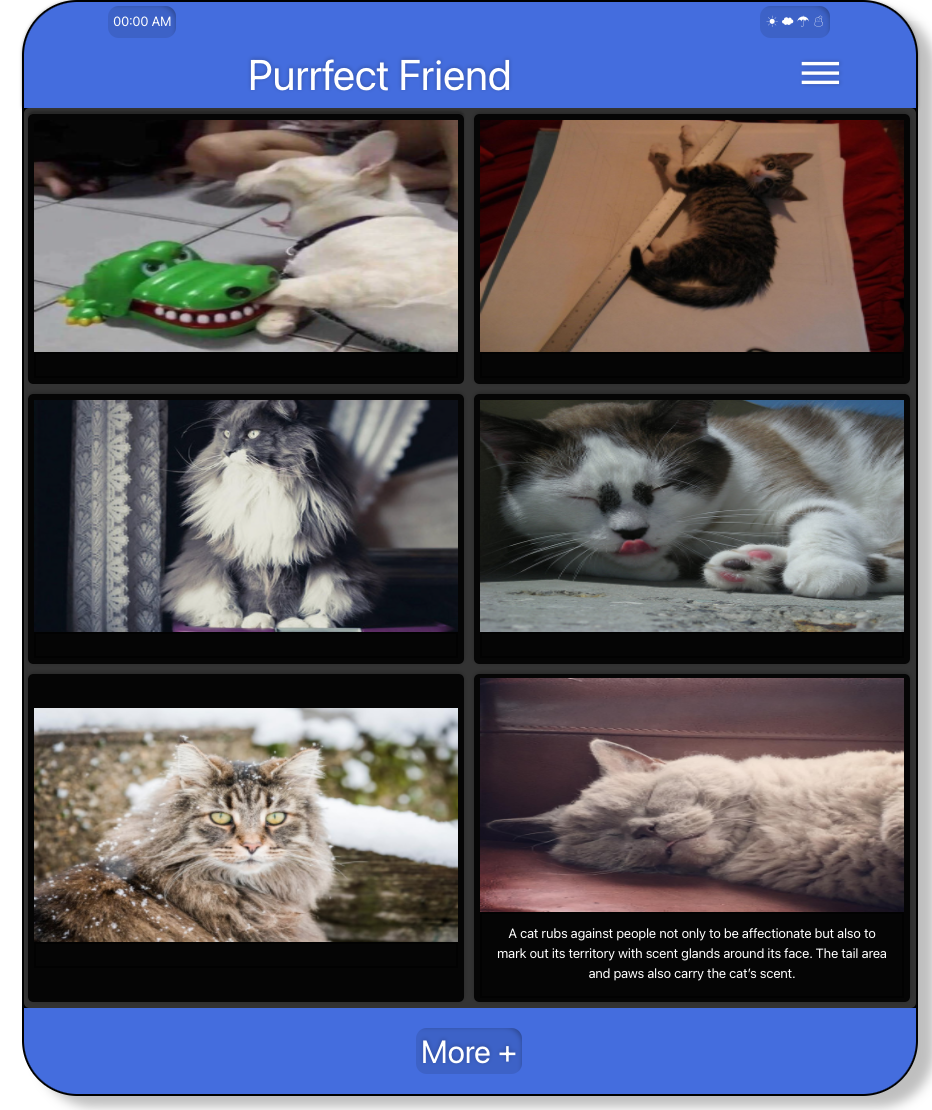 00:00 AM
☀ ☁ ☂ ☃
Purrfect Friend
A cat rubs against people not only to be affectionate but also to
mark out its territory with scent glands around its face. The tail area
and paws also carry the cat’s scent.
More +